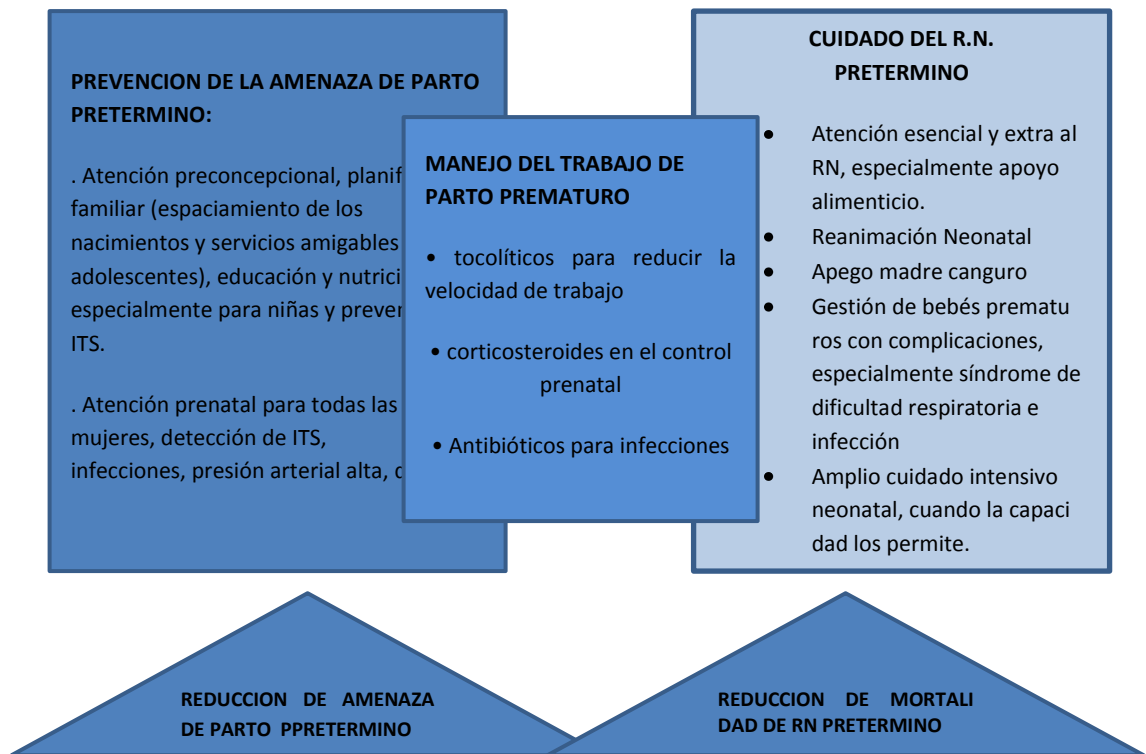 PREVENCION DE LA AMENAZA DE PARTO
PRETERMINO:
. Atención preconcepcional,
familiar (espaciamiento de los
nacimientos y servicios amigables
adolescentes), educación y
especialmente para niñas y
ITS.
. Atención prenatal para todas las
mujeres, detección de ITS,
infecciones, presión arterial alta,
MANEJO DEL TRABAJO DE
PARTO PREMATURO
• tocolíticos para reducir la
velocidad de trabajo
• corticosteroides en el control
prenatal
• Antibióticos para infecciones
CUIDADO DEL R.N.
PRETERMINO
• Atención esencial y extra al
RN, especialmente apoyo
alimenticio.
• Reanimación Neonatal
• Apego madre canguro
• Gestión de bebés prematu
ros con complicaciones,
especialmente síndrome de
dificultad respiratoria e
infección
• Amplio cuidado intensivo
neonatal, cuando la capaci
dad los permite.
REDUCCION DE AMENAZA
DE PARTO PPRETERMINO
REDUCCION DE MORTALI
DAD DE RN PRETERMINO